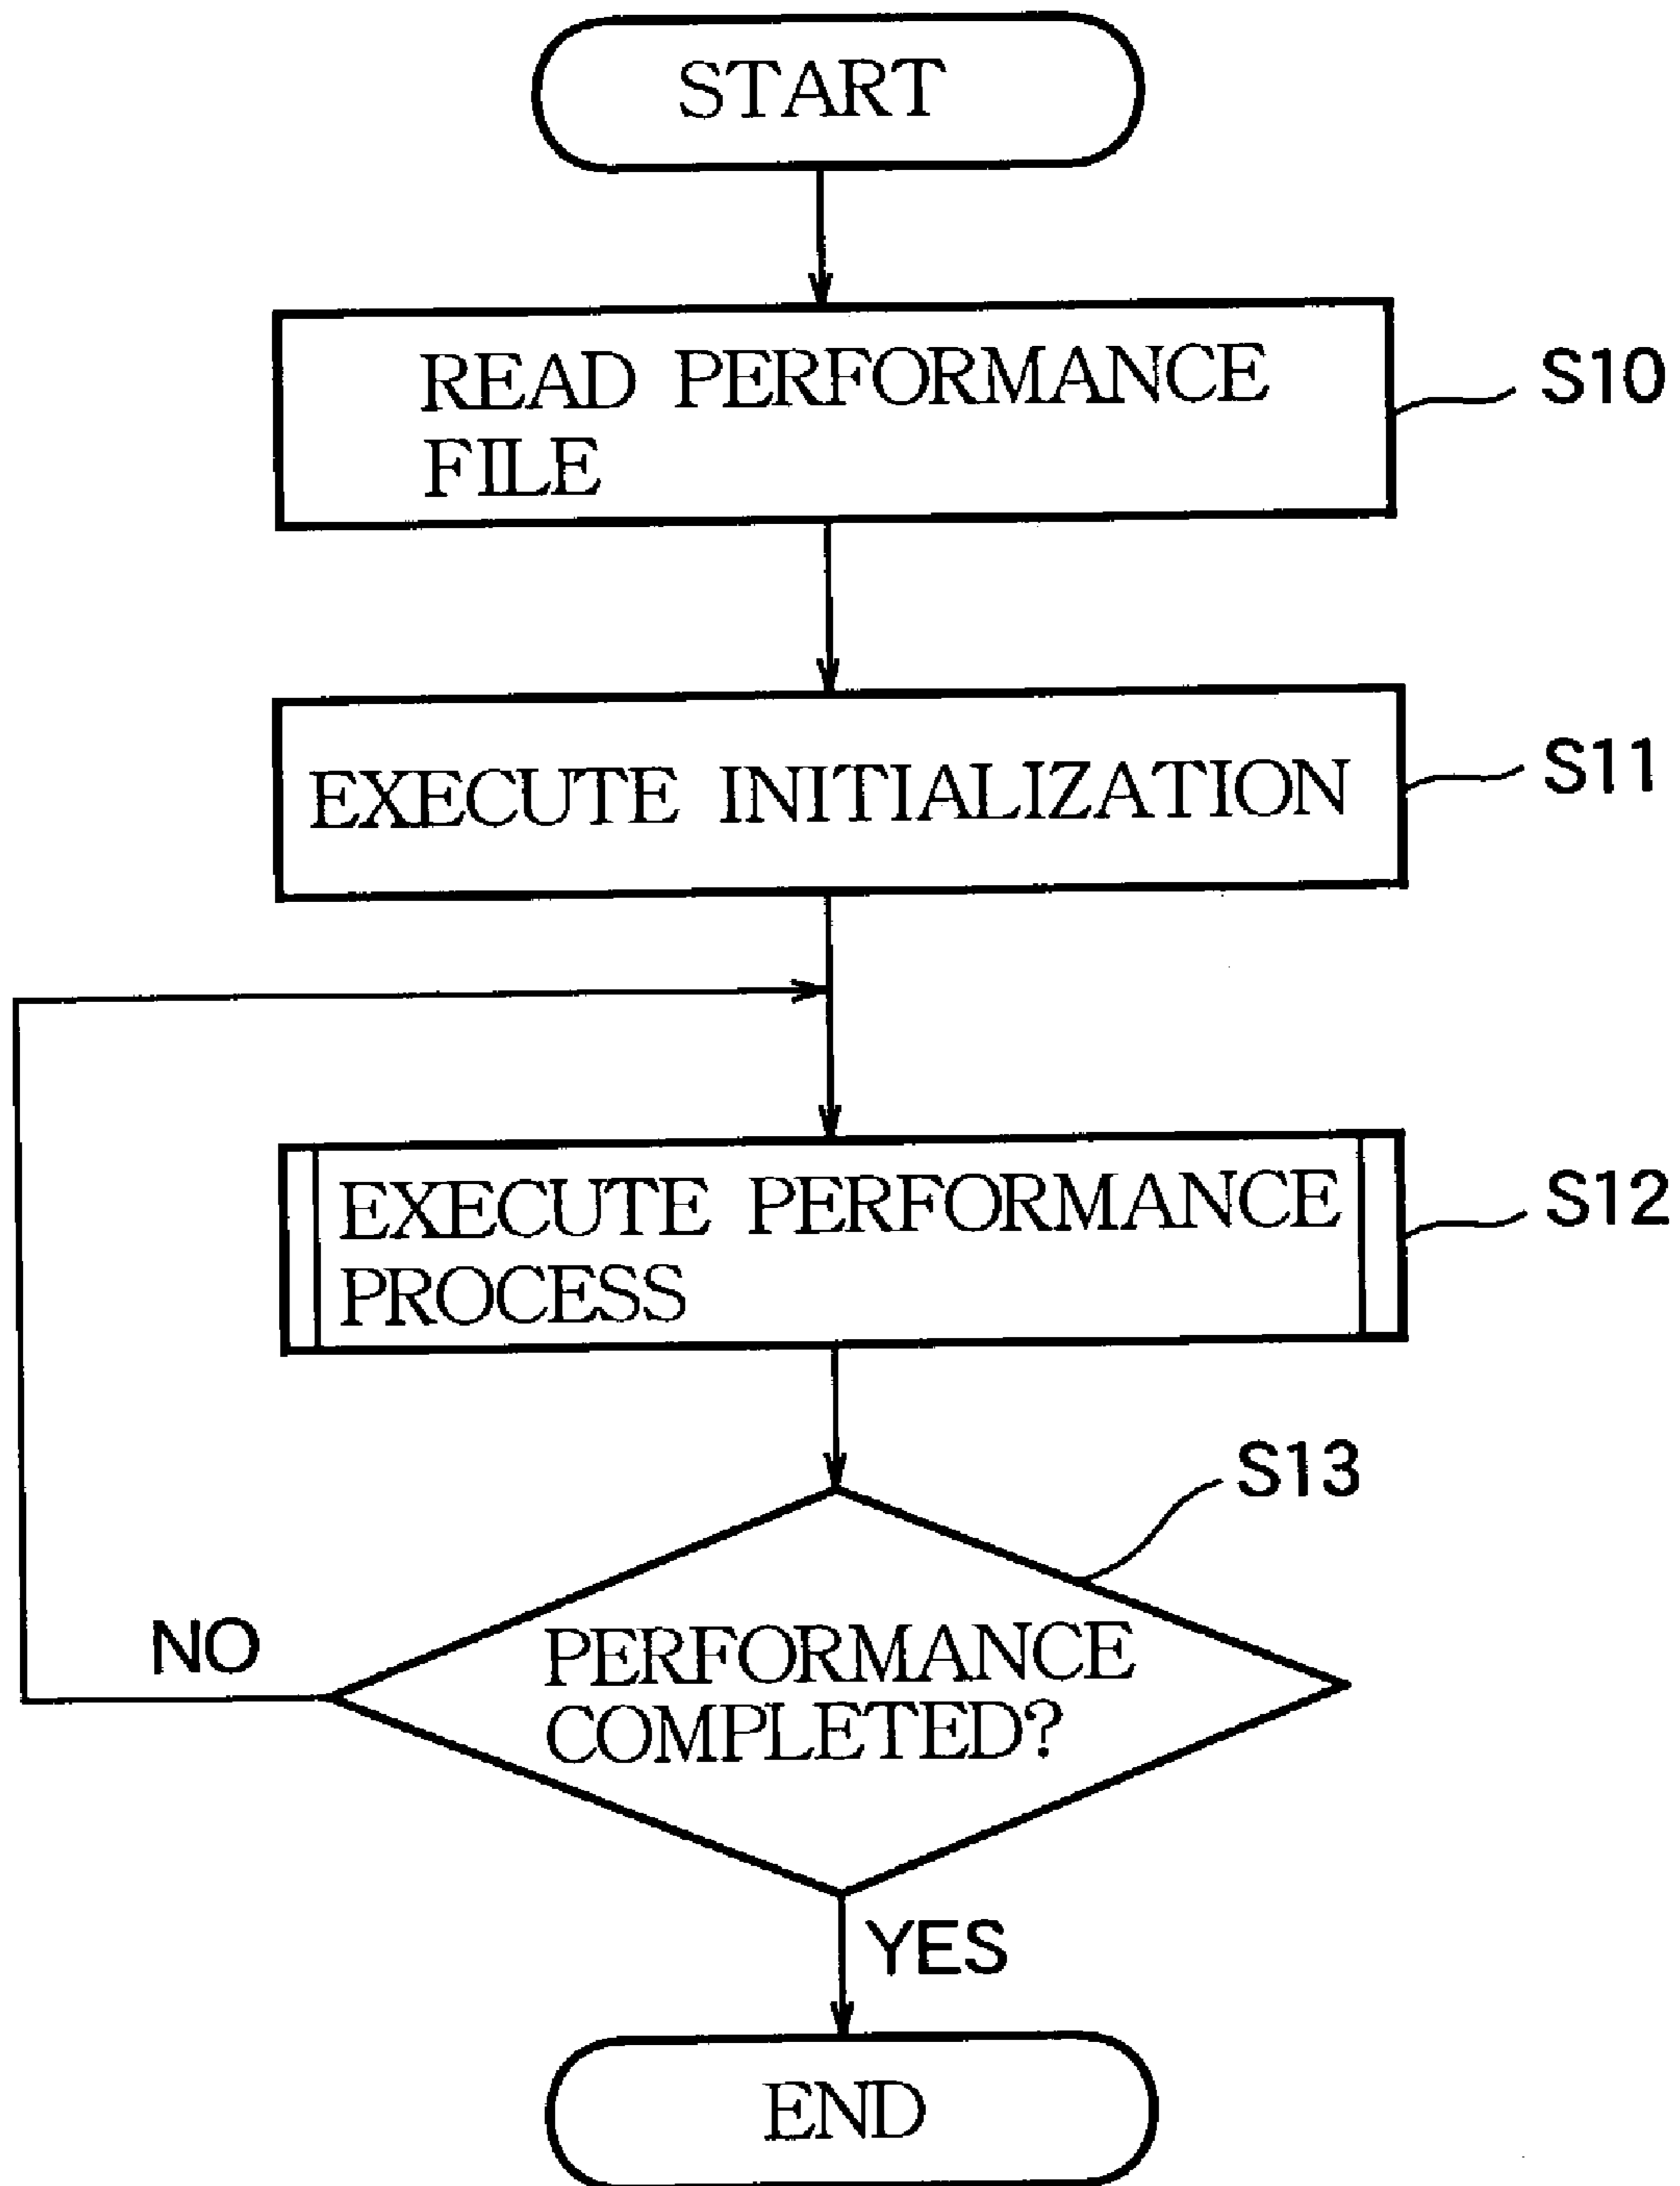 START
READ PERFORMANCE
FILE
S10
EXECUTE INITIALIZATION
S11
EXECUTE PERFORMANCE
PROCESS
S12
S13
PERFORMANCE
COMPLETED?
NO
YES
END